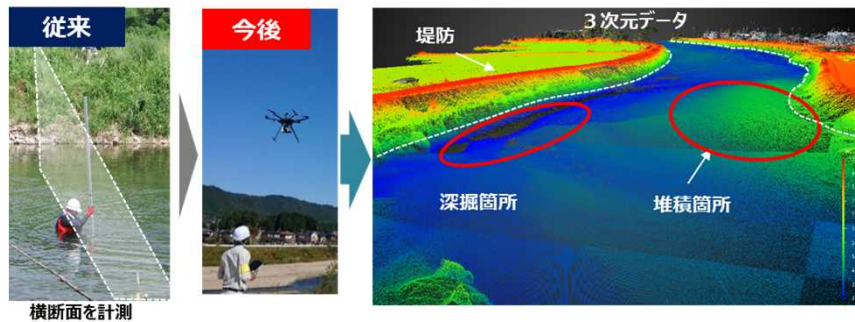 従来
今後
３次元データ
堤防
深掘箇所
堆積箇所
横断面を計測